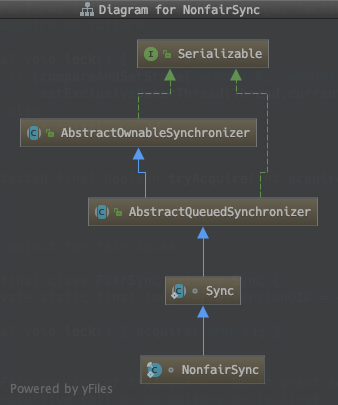 Diagram for NonfairSync
I Serializable
C AbstractOwnableSynchronizer
C AbstractQueuedSynchronizer
C Sync
C NonfairSync
Powered by yFiles